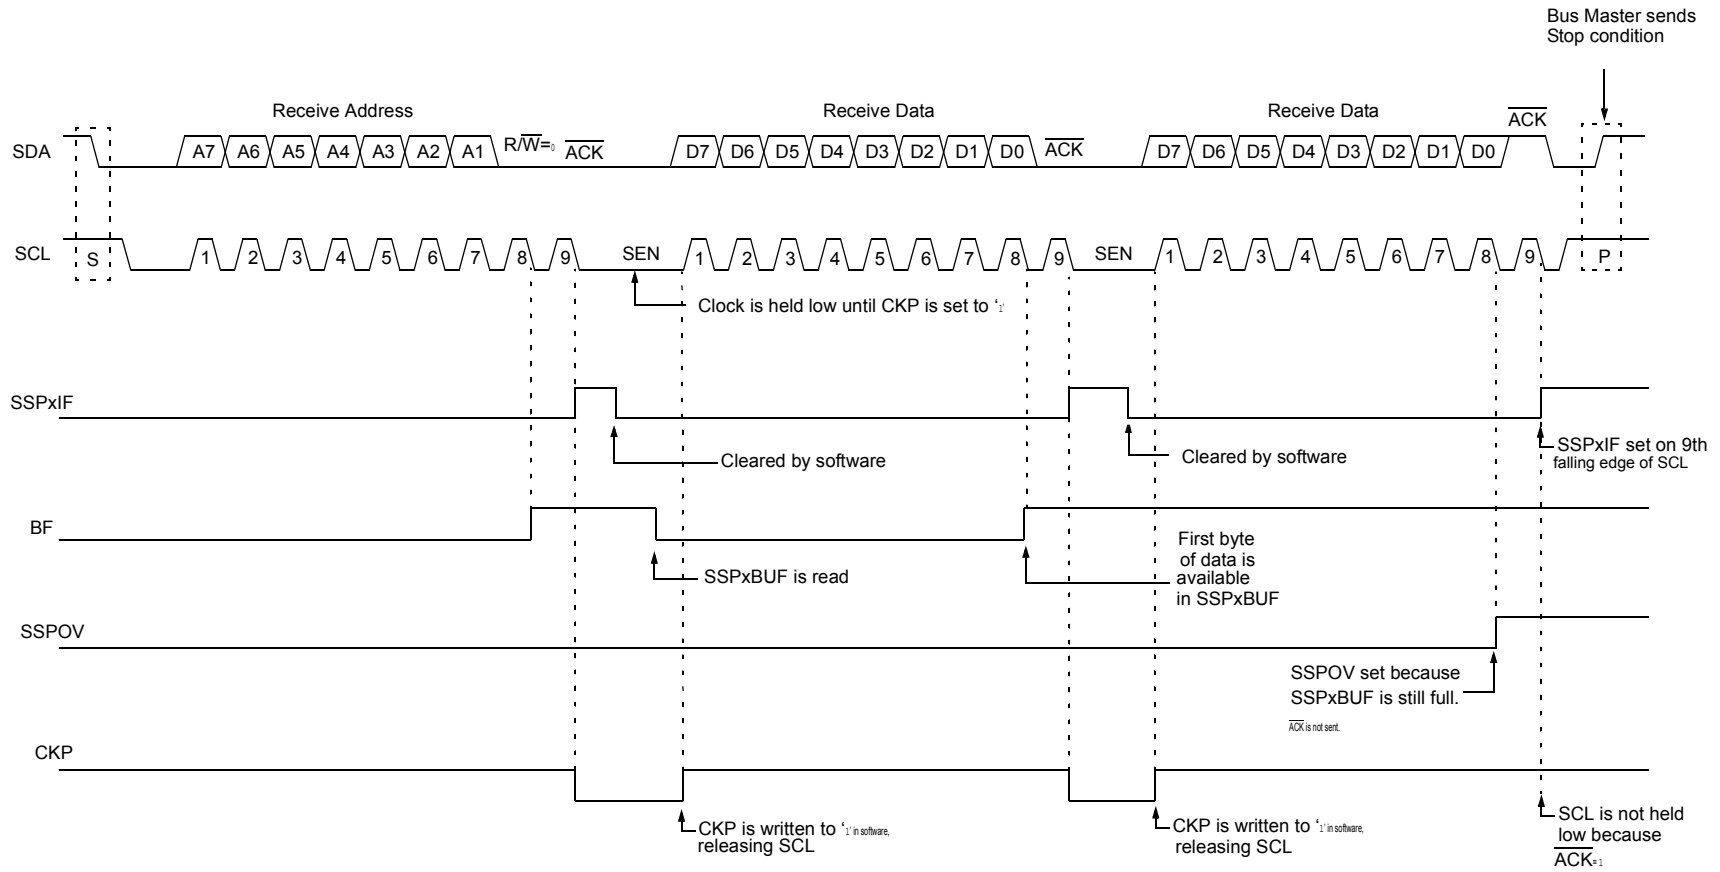 Bus Master sends
Stop condition
Receive Address
Receive Data
Receive Data
ACK
SDA
A7 A6 A5 A4 A3 A2 A1 R/W=0 ACK D7 D6 D5 D4 D3 D2 D1 D0 ACK D7 D6 D5 D4 D3 D2 D1 D0
SCL
S 1 2 3 4 5 6 7 8 9 SEN 1 2 3 4 5 6 7 8 9 SEN 1 2 3 4 5 6 7 8 9 P
Clock is held low until CKP is set to ‘1’
SSPxIF
Cleared by software
Cleared by software
SSPxIF set on 9th
falling edge of SCL
BF
SSPxBUF is read
First byte
of data is
available
in SSPxBUF
SSPOV
SSPOV set because
SSPxBUF is still full.
ACK is not sent.
CKP
CKP is written to ‘1’ in software,
releasing SCL
CKP is written to ‘1’ in software,
releasing SCL
SCL is not held
low because
ACK= 1